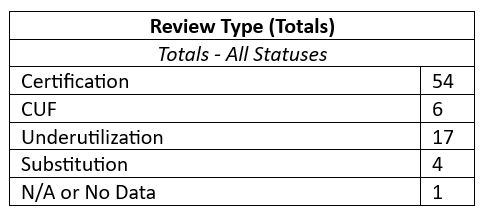 Review Type (Totals)
Totals - All Statuses
Certification 54
CUF 6
Underutilization 17
Substitution 4
N/A or No Data 1